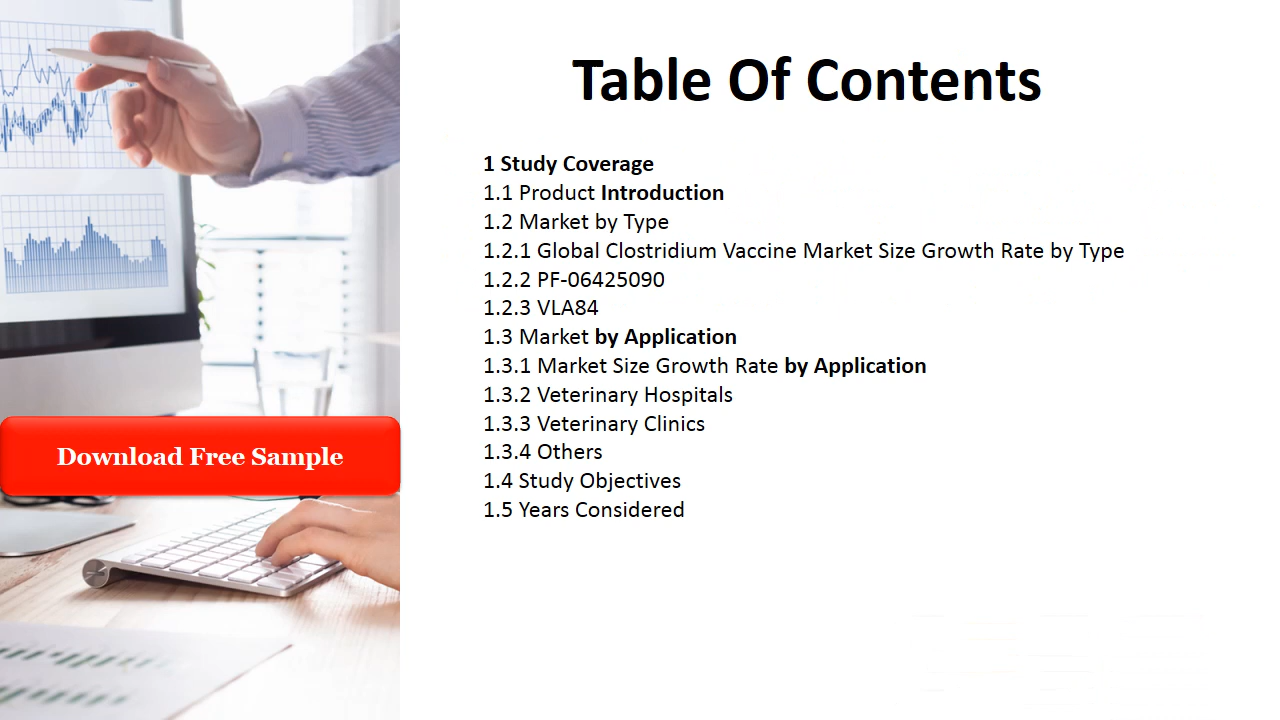 Table Of Contents
1 Study Coverage
1.1 Product Introduction
1.2 Market by Type
1.2.1 Global Clostridium Vaccine Market Size Growth Rate by Type
1.2.2 PF-06425090
1.2.3 VLA84
1.3 Market by Application
1.3.1 Market Size Growth Rate by Application
1.3.2 Veterinary Hospitals
1.3.3 Veterinary Clinics
1.3.4 Others
1.4 Study Objectives
1.5 Years Considered
Download Free Sample